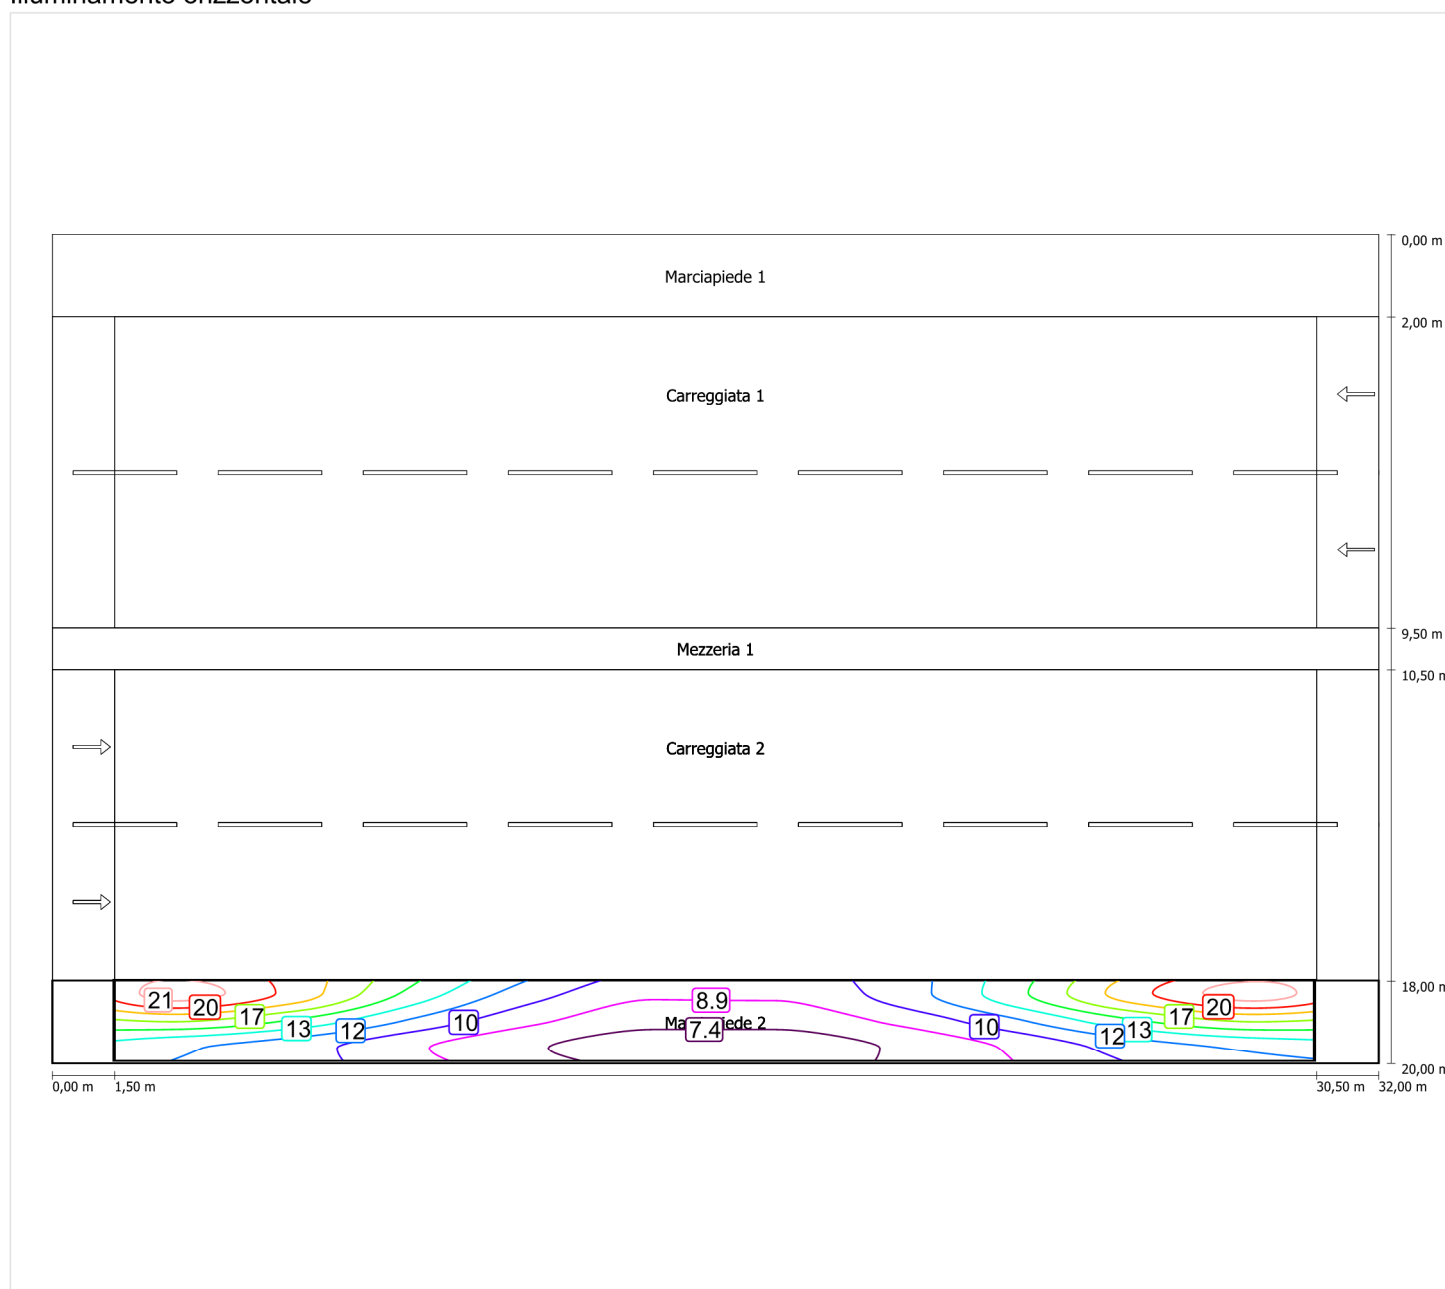 Illuminamento orizzontale
0,00 m
Marciapiede 1
2,00 m
Carreggiata 1
9,50 m
Mezzeria 1
10,50 m
Carreggiata 2
18,00 m
21
20
17
13
12
10
8.9
7.4
10
12
13
17
20
20,00 m
0,00 m
1,50 m
30,50 m
32,00 m